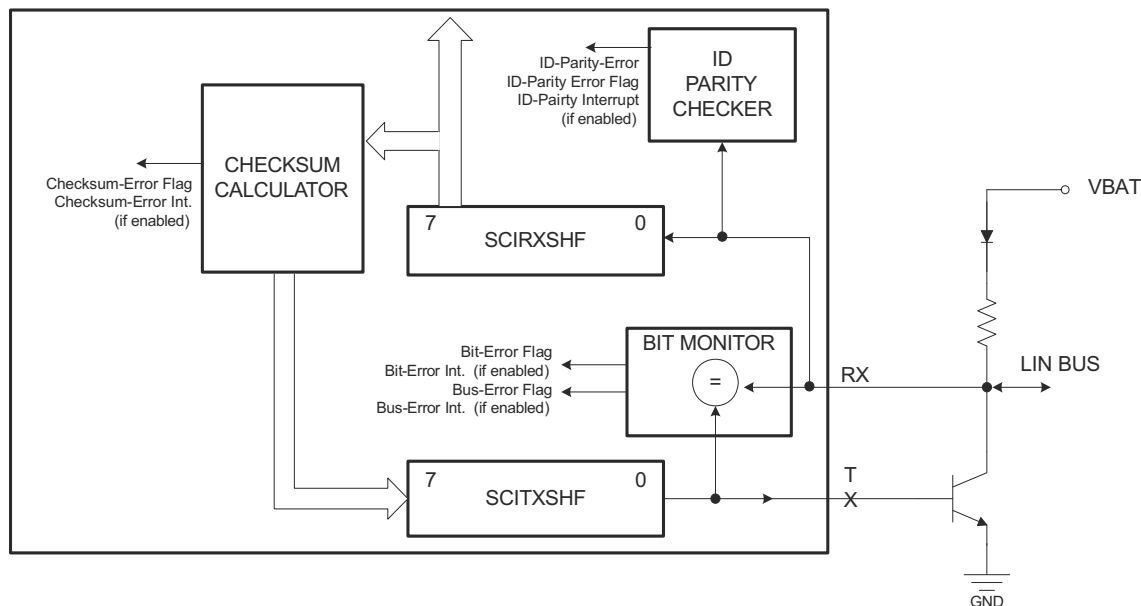 ID-Parity-Error
ID-Parity Error Flag
ID-Pairty Interrupt
(if enabled)
ID
PARITY
CHECKER
CHECKSUM
CALCULATOR
Checksum-Error Flag
Checksum-Error Int.
(if enabled)
VBAT
7 SCIRXSHF 0
BIT MONITOR
=
Bit-Error Flag
Bit-Error Int. (if enabled)
Bus-Error Flag
Bus-Error Int. (if enabled)
RX
LIN BUS
7 SCITXSHF 0
T
X
GND